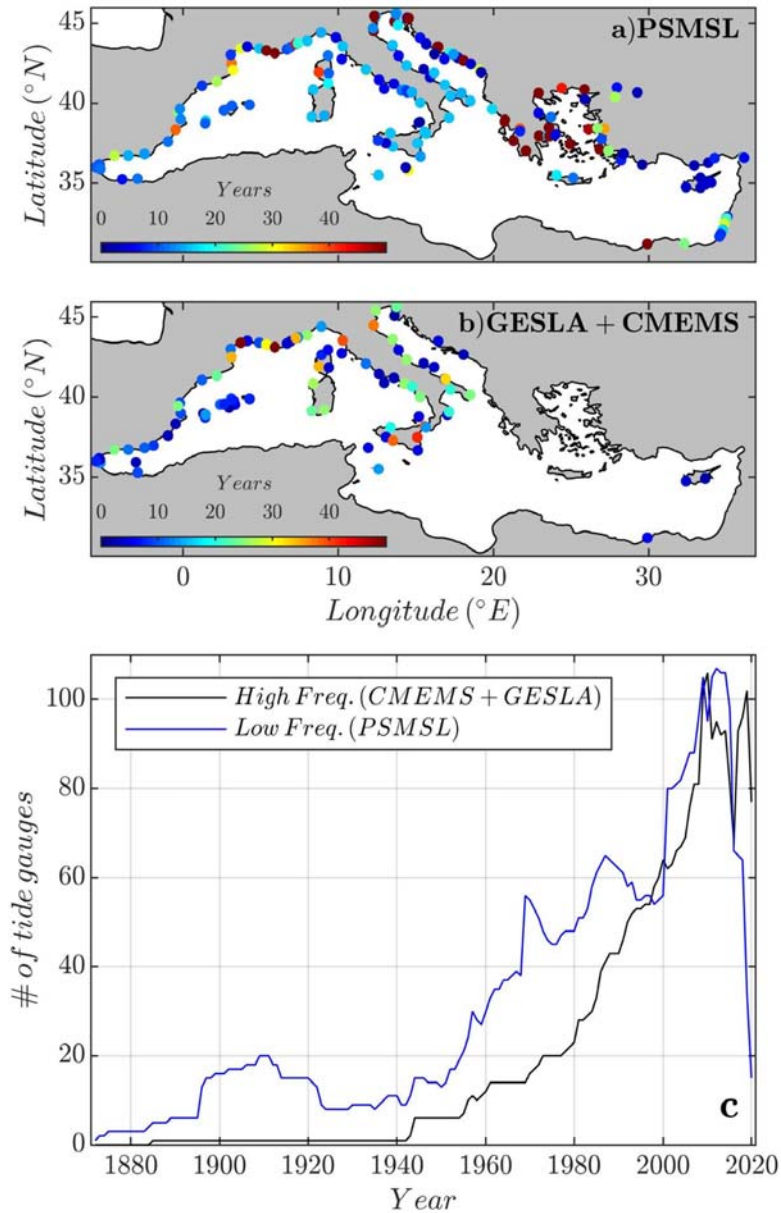 45
a)PSMSL
40
35
Latitude (°N)
Years
0 10 20 30 40
45
b)GESLA + CMEMS
40
35
Latitude (°N)
Years
0 10 20 30 40
0 10 20 30
Longitude (°E)
High Freq. (CMEMS + GESLA)
Low Freq. (PSMSL)
100
80
60
40
20
0
# of tide gauges
c
1880 1900 1920 1940 1960 1980 2000 2020
Year